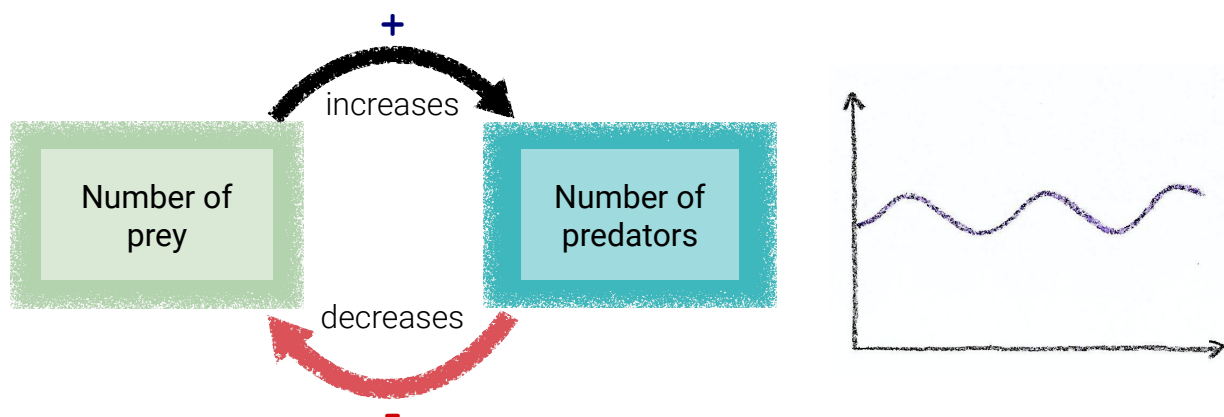 +
increases
Number of
prey
Number of
predators
decreases
-